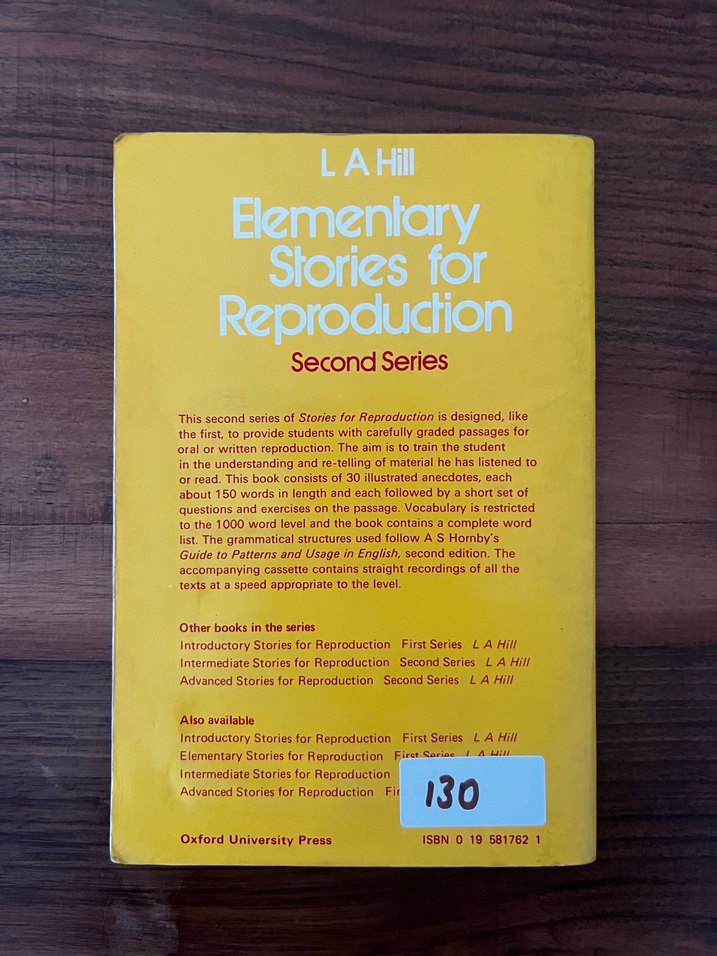 L A Hill
Elementary
Stories for
Reproduction
Second Series
This second series of Stories for Reproduction is designed, like
the first, to provide students with carefully graded passages for
oral or written reproduction. The aim is to train the student
in the understanding and re-telling of material he has listened to
or read. This book consists of 30 illustrated anecdotes, each
about 150 words in length and each followed by a short set of
questions and exercises on the passage. Vocabulary is restricted
to the 1000 word level and the book contains a complete word
list. The grammatical structures used follow A S Hornby's
Guide to Patterns and Usage in English, second edition. The
accompanying cassette contains straight recordings of all the
texts at a speed appropriate to the level.
Other books in the series
Introductory Stories for Reproduction First Series L A Hill
Intermediate Stories for Reproduction Second Series L A Hill
Advanced Stories for Reproduction Second Series L A Hill
Also available
Introductory Stories for Reproduction First Series L A Hill
Elementary Stories for Reproduction First Series L A Hill
Intermediate Stories for Reproduction
Advanced Stories for Reproduction
130
Oxford University Press ISBN 0 19 581762 1